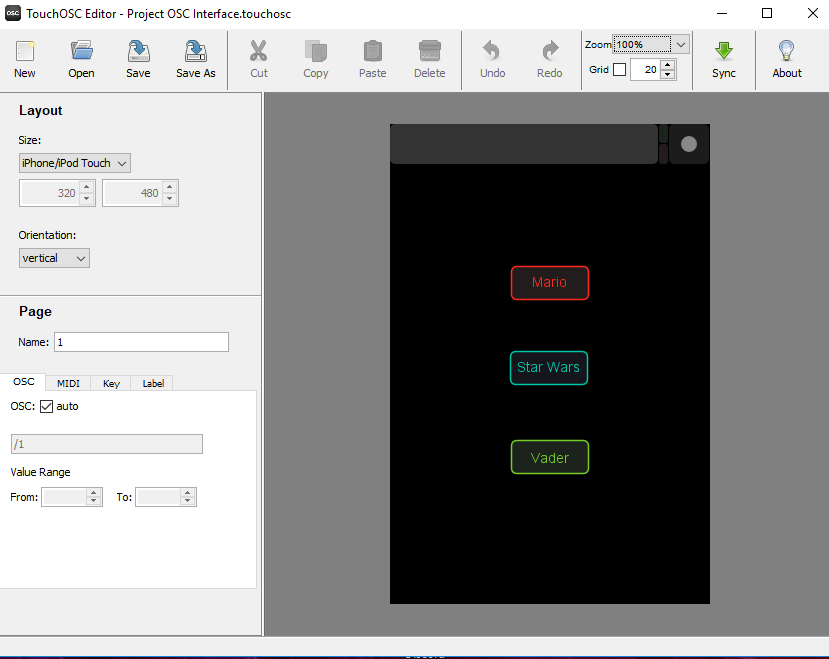 OSC TouchOSC Editor - Project OSC Interface.touchosc
New Open Save Save As Cut Copy Paste Delete Undo Redo Zoom 100% Sync About
Grid 20
Layout
Size:
iPhone/iPod Touch
320 480
Orientation:
vertical
Page
Name: 1
OSC MIDI Key Label
OSC: auto
/1
Value Range
From: To:
Mario
Star Wars
Vader